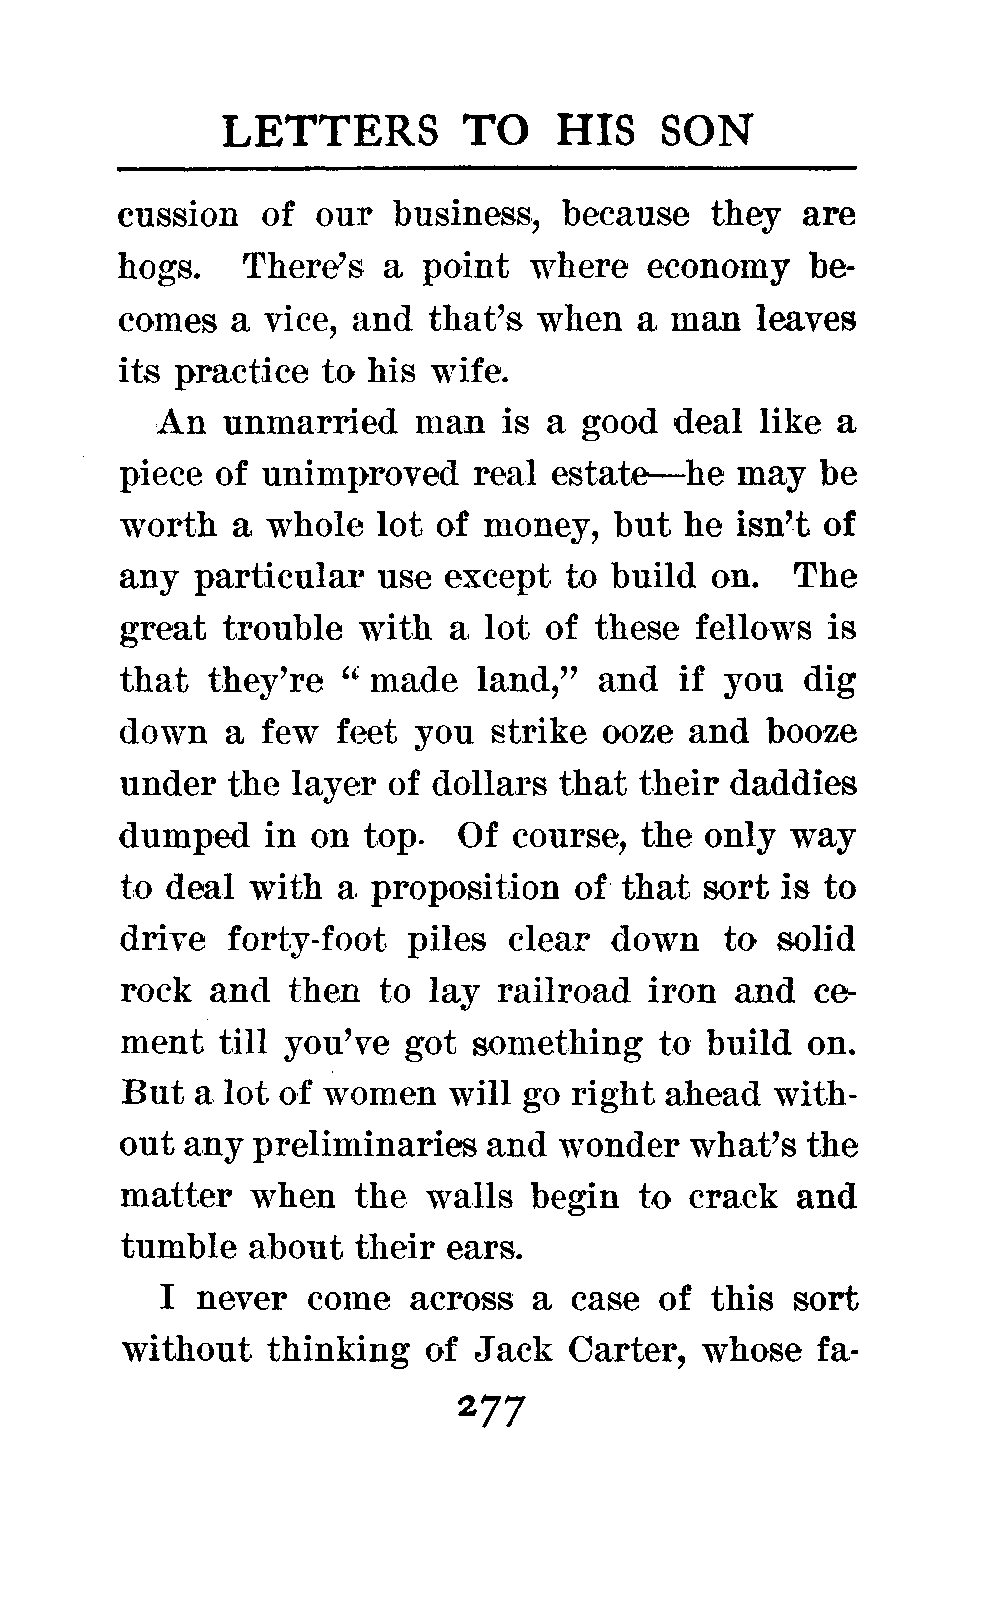 LETTERS TO HIS SON
cussion of our business, because they are
hogs. There's a point where economy be-
comes a vice, and that's when a man leaves
its practice to his wife.
An unmarried man is a good deal like a
piece of unimproved real estate—he may be
worth a whole lot of money, but he isn't of
any particular use except to build on. The
great trouble with a lot of these fellows is
that they're “ made land,” and if you dig
down a few feet you strike ooze and booze
under the layer of dollars that their daddies
dumped in on top. Of course, the only way
to deal with a proposition of that sort is to
drive forty-foot piles clear down to solid
rock and then to lay railroad iron and ce-
ment till you've got something to build on.
But a lot of women will go right ahead with-
out any preliminaries and wonder what's the
matter when the walls begin to crack and
tumble about their ears.
I never come across a case of this sort
without thinking of Jack Carter, whose fa-
277